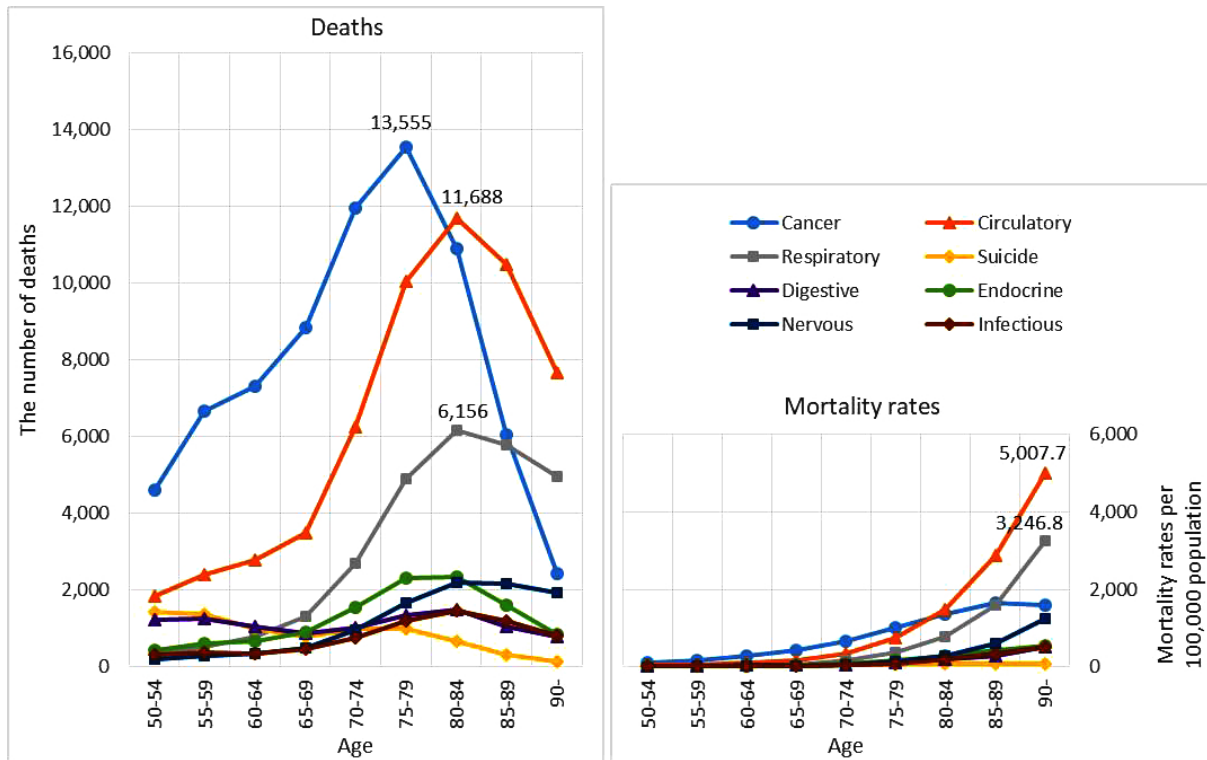 Deaths
16,000
14,000
12,000
10,000
8,000
6,000
4,000
2,000
0
The number of deaths
13,555
11,688
6,156
50-54
55-59
60-64
65-69
70-74
75-79
80-84
85-89
90-
Age
Cancer
Circulatory
Respiratory
Suicide
Digestive
Endocrine
Nervous
Infectious
Mortality rates
5,007.7
3,246.8
6,000
4,000
2,000
0
Mortality rates per
100,000 population
50-54
55-59
60-64
65-69
70-74
75-79
80-84
85-89
90-
Age